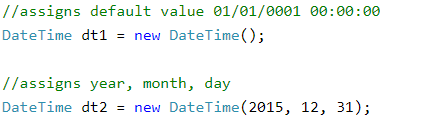 //assigns default value 01/01/0001 00:00:00
DateTime dt1 = new DateTime();
//assigns year, month, day
DateTime dt2 = new DateTime(2015, 12, 31);